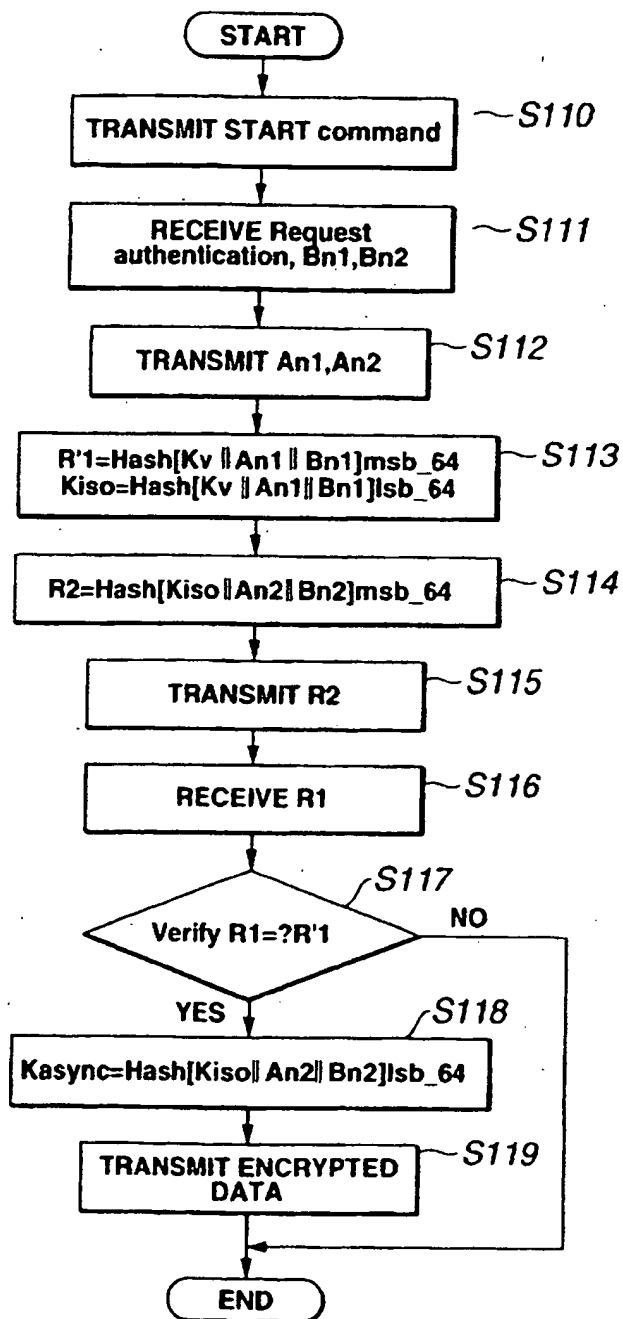 START
TRANSMIT START command
S110
RECEIVE Request
authentication, Bn1,Bn2
S111
TRANSMIT An1,An2
S112
R'1=Hash[Kv || An1 || Bn1]msb_64
Kiso=Hash[Kv || An1|| Bn1]lsb_64
S113
R2=Hash[Kiso || An2 || Bn2]msb_64
S114
TRANSMIT R2
S115
RECEIVE R1
S116
S117
Verify R1=?R'1
NO
YES
S118
Kasync=Hash[Kiso|| An2|| Bn2]lsb_64
TRANSMIT ENCRYPTED
DATA
S119
END